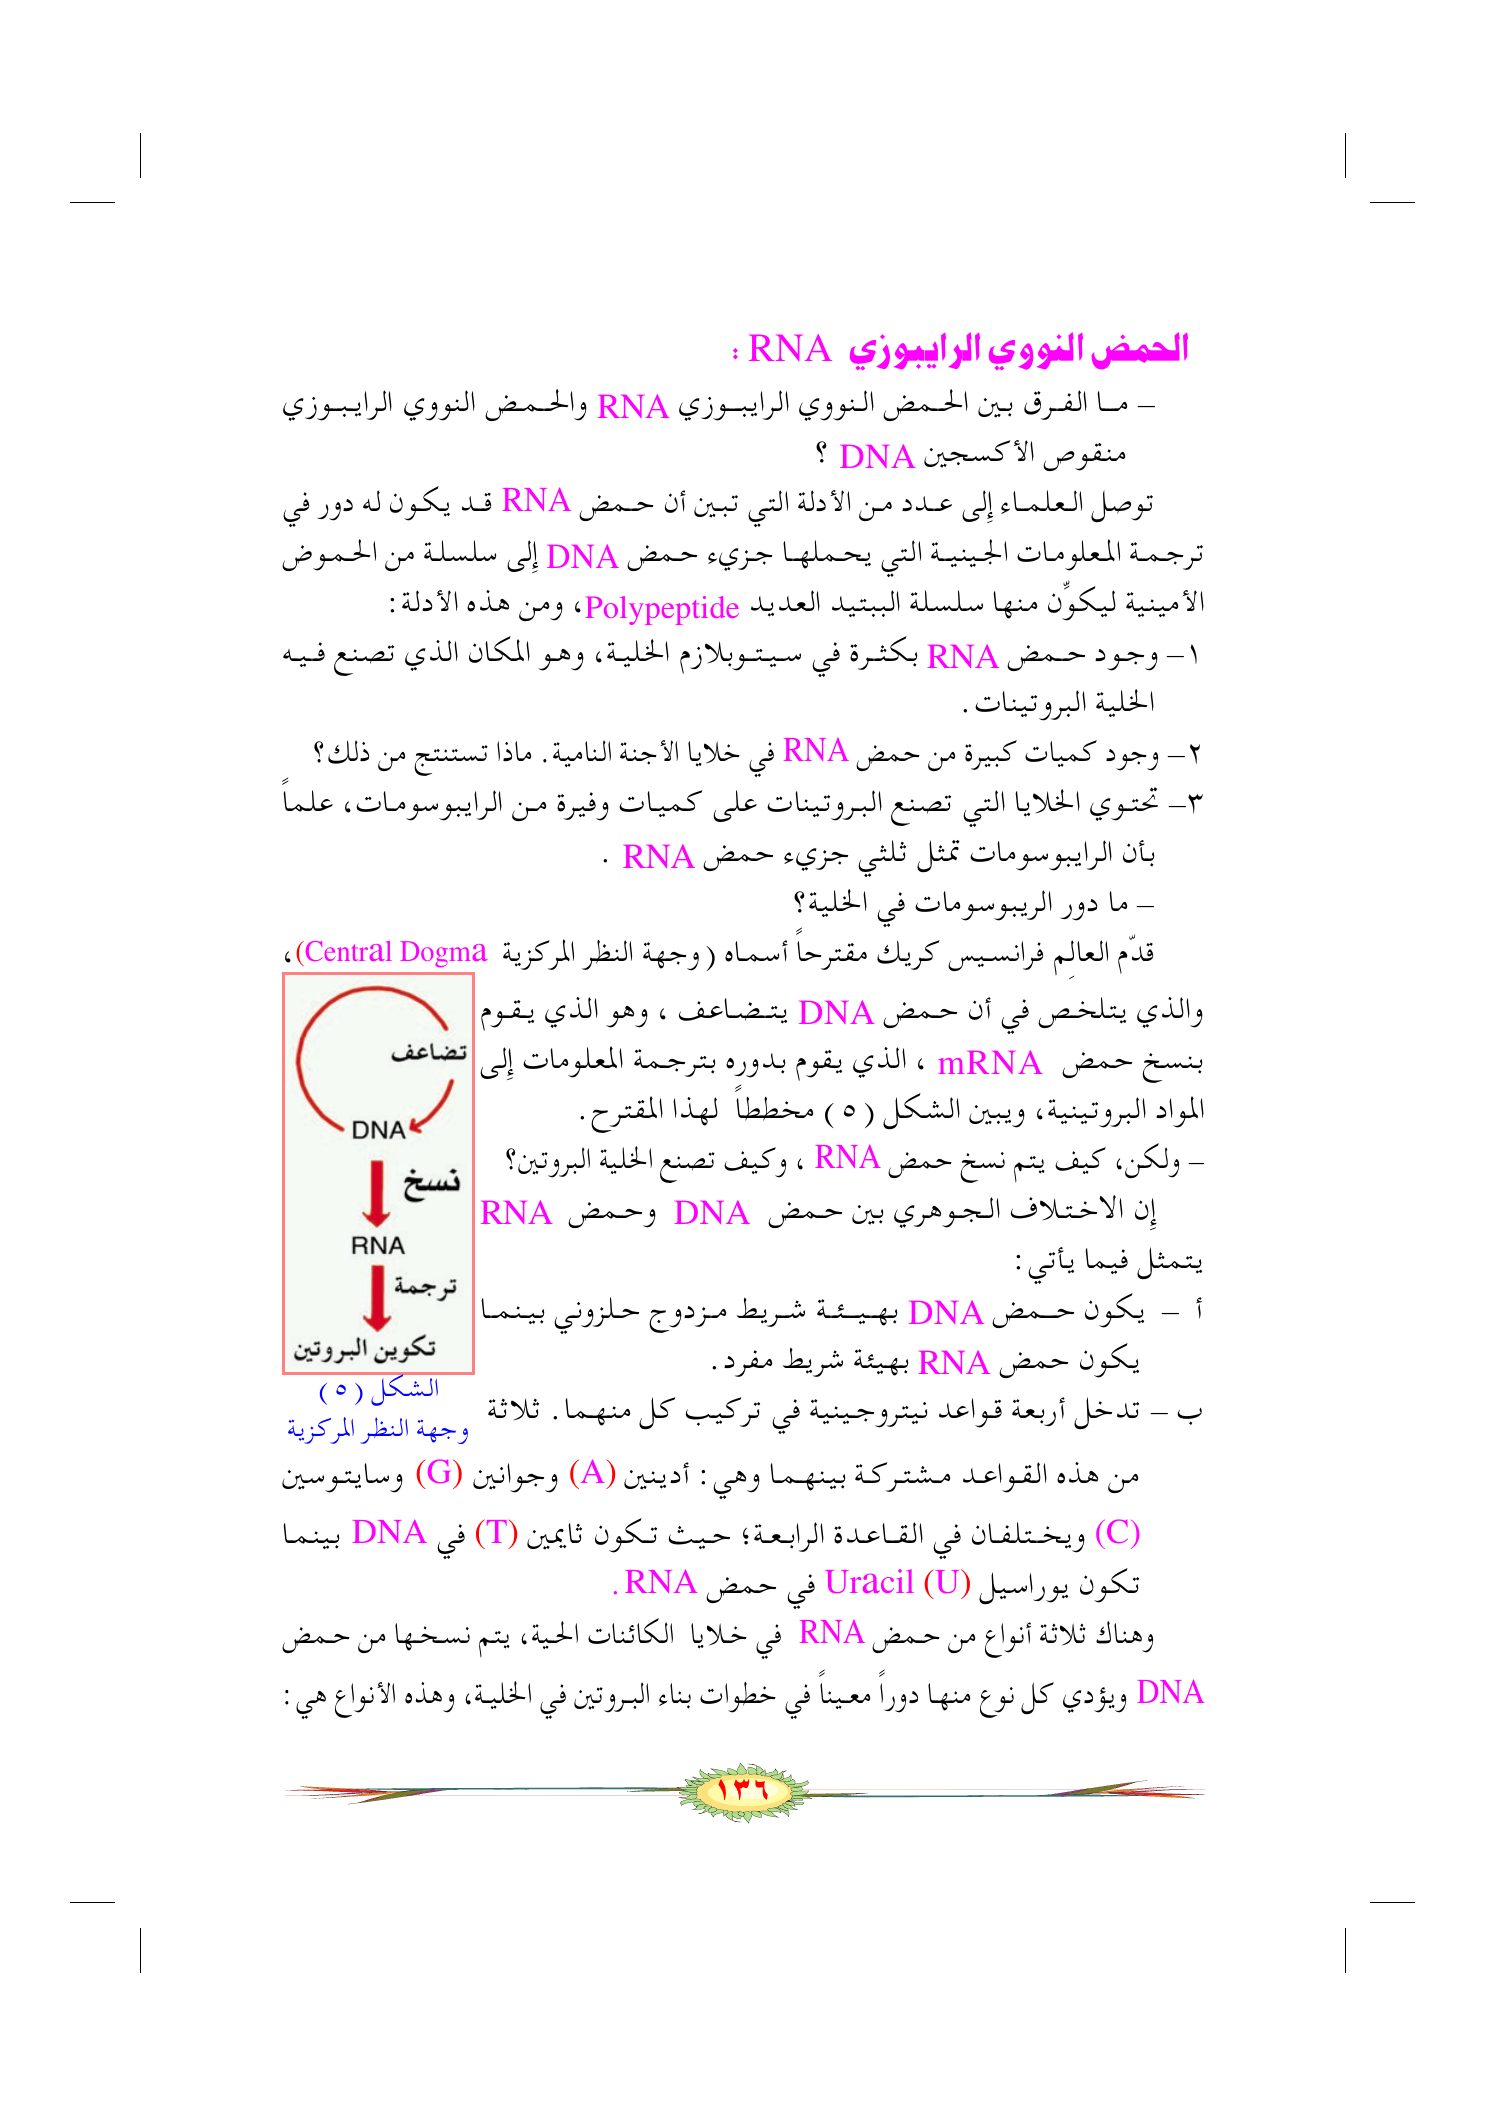 الحمض النووي الرايبوزي RNA :
– ما الفرق بين الحمض النووي الرايبوزي RNA والحمض النووي الرايبوزي
منقوص الأكسجين DNA ؟
توصل العلماء إلى عدد من الأدلة التي تبين أن حمض RNA قد يكون له دور في
ترجمة المعلومات الجينية التي يحملها جزيء حمض DNA إلى سلسلة من الحموض
الأمينية ليكوِّن منها سلسلة الببتيد العديد Polypeptide، ومن هذه الأدلة:
١– وجود حمض RNA بكثرة في سيتوبلازم الخلية، وهو المكان الذي تصنع فيه
الخلية البروتينات .
٢– وجود كميات كبيرة من حمض RNA في خلايا الأجنة النامية. ماذا تستنتج من ذلك؟
٣– تحتوي الخلايا التي تصنع البروتينات على كميات وفيرة من الرايبوسومات، علماً
بأن الرايبوسومات تمثل ثلثي جزيء حمض RNA .
– ما دور الريبوسومات في الخلية؟
قدّم العالِم فرانسيس كريك مقترحاً أسماه (وجهة النظر المركزية Central Dogma)،
والذي يتلخص في أن حمض DNA يتضاعف ، وهو الذي يقوم
بنسخ حمض mRNA ، الذي يقوم بدوره بترجمة المعلومات إلى
المواد البروتينية، ويبين الشكل (٥) مخططاً لهذا المقترح.
– ولكن، كيف يتم نسخ حمض RNA ، وكيف تصنع الخلية البروتين؟
إن الاختلاف الجوهري بين حمض DNA وحمض RNA
يتمثل فيما يأتي:
أ – يكون حمض DNA بهيئة شريط مزدوج حلزوني بينما
يكون حمض RNA بهيئة شريط مفرد.
ب – تدخل أربعة قواعد نيتروجينية في تركيب كل منهما. ثلاثة
من هذه القواعد مشتركة بينهما وهي: أدينين (A) وجوانين (G) وسايتوسين
(C) ويختلفان في القاعدة الرابعة؛ حيث تكون ثايمين (T) في DNA بينما
تكون يوراسيل Uracil (U) في حمض RNA .
وهناك ثلاثة أنواع من حمض RNA في خلايا الكائنات الحية، يتم نسخها من حمض
DNA ويؤدي كل نوع منها دوراً معيناً في خطوات بناء البروتين في الخلية، وهذه الأنواع هي:
تضاعف
DNA
نسخ
RNA
ترجمة
تكوين البروتين
الشكل (٥)
وجهة النظر المركزية
١٣٦